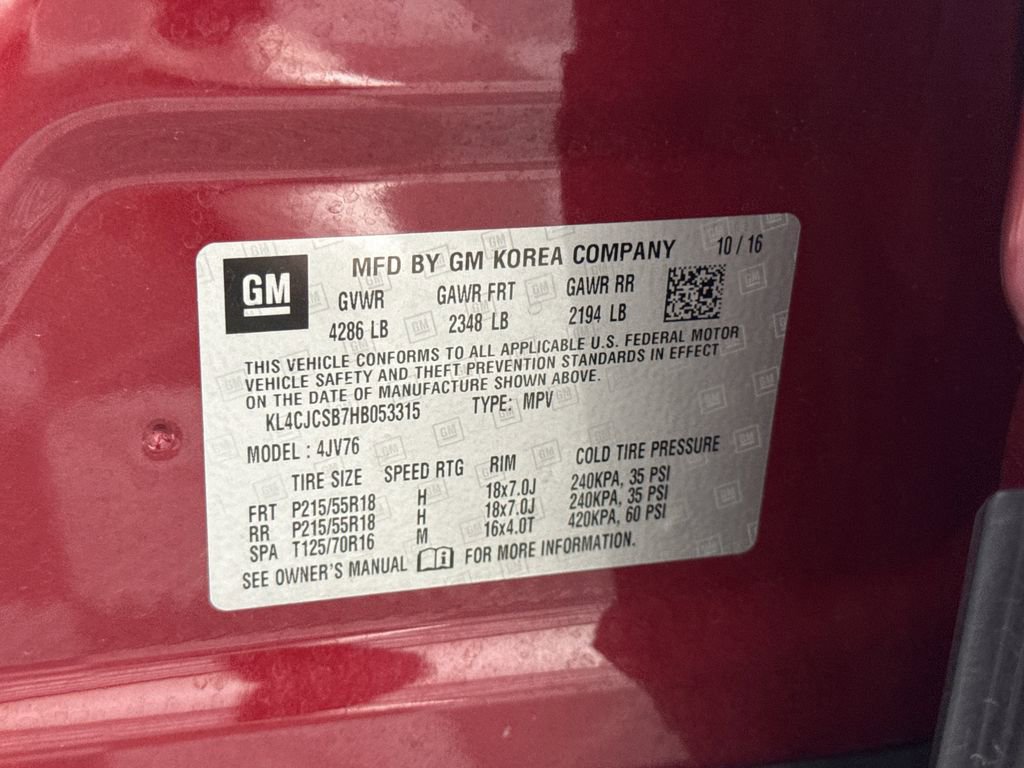 GM
MFD BY GM KOREA COMPANY 10 / 16
GVWR GAWR FRT GAWR RR
4286 LB 2348 LB 2194 LB
THIS VEHICLE CONFORMS TO ALL APPLICABLE U.S. FEDERAL MOTOR
VEHICLE SAFETY AND THEFT PREVENTION STANDARDS IN EFFECT
ON THE DATE OF MANUFACTURE SHOWN ABOVE.
KL4CJCSB7HB053315 TYPE: MPV
MODEL : 4JV76
TIRE SIZE SPEED RTG RIM COLD TIRE PRESSURE
FRT P215/55R18 H 18x7.0J 240KPA, 35 PSI
RR P215/55R18 H 18x7.0J 240KPA, 35 PSI
SPA T125/70R16 M 16x4.0T 420KPA, 60 PSI
SEE OWNER'S MANUAL FOR MORE INFORMATION.